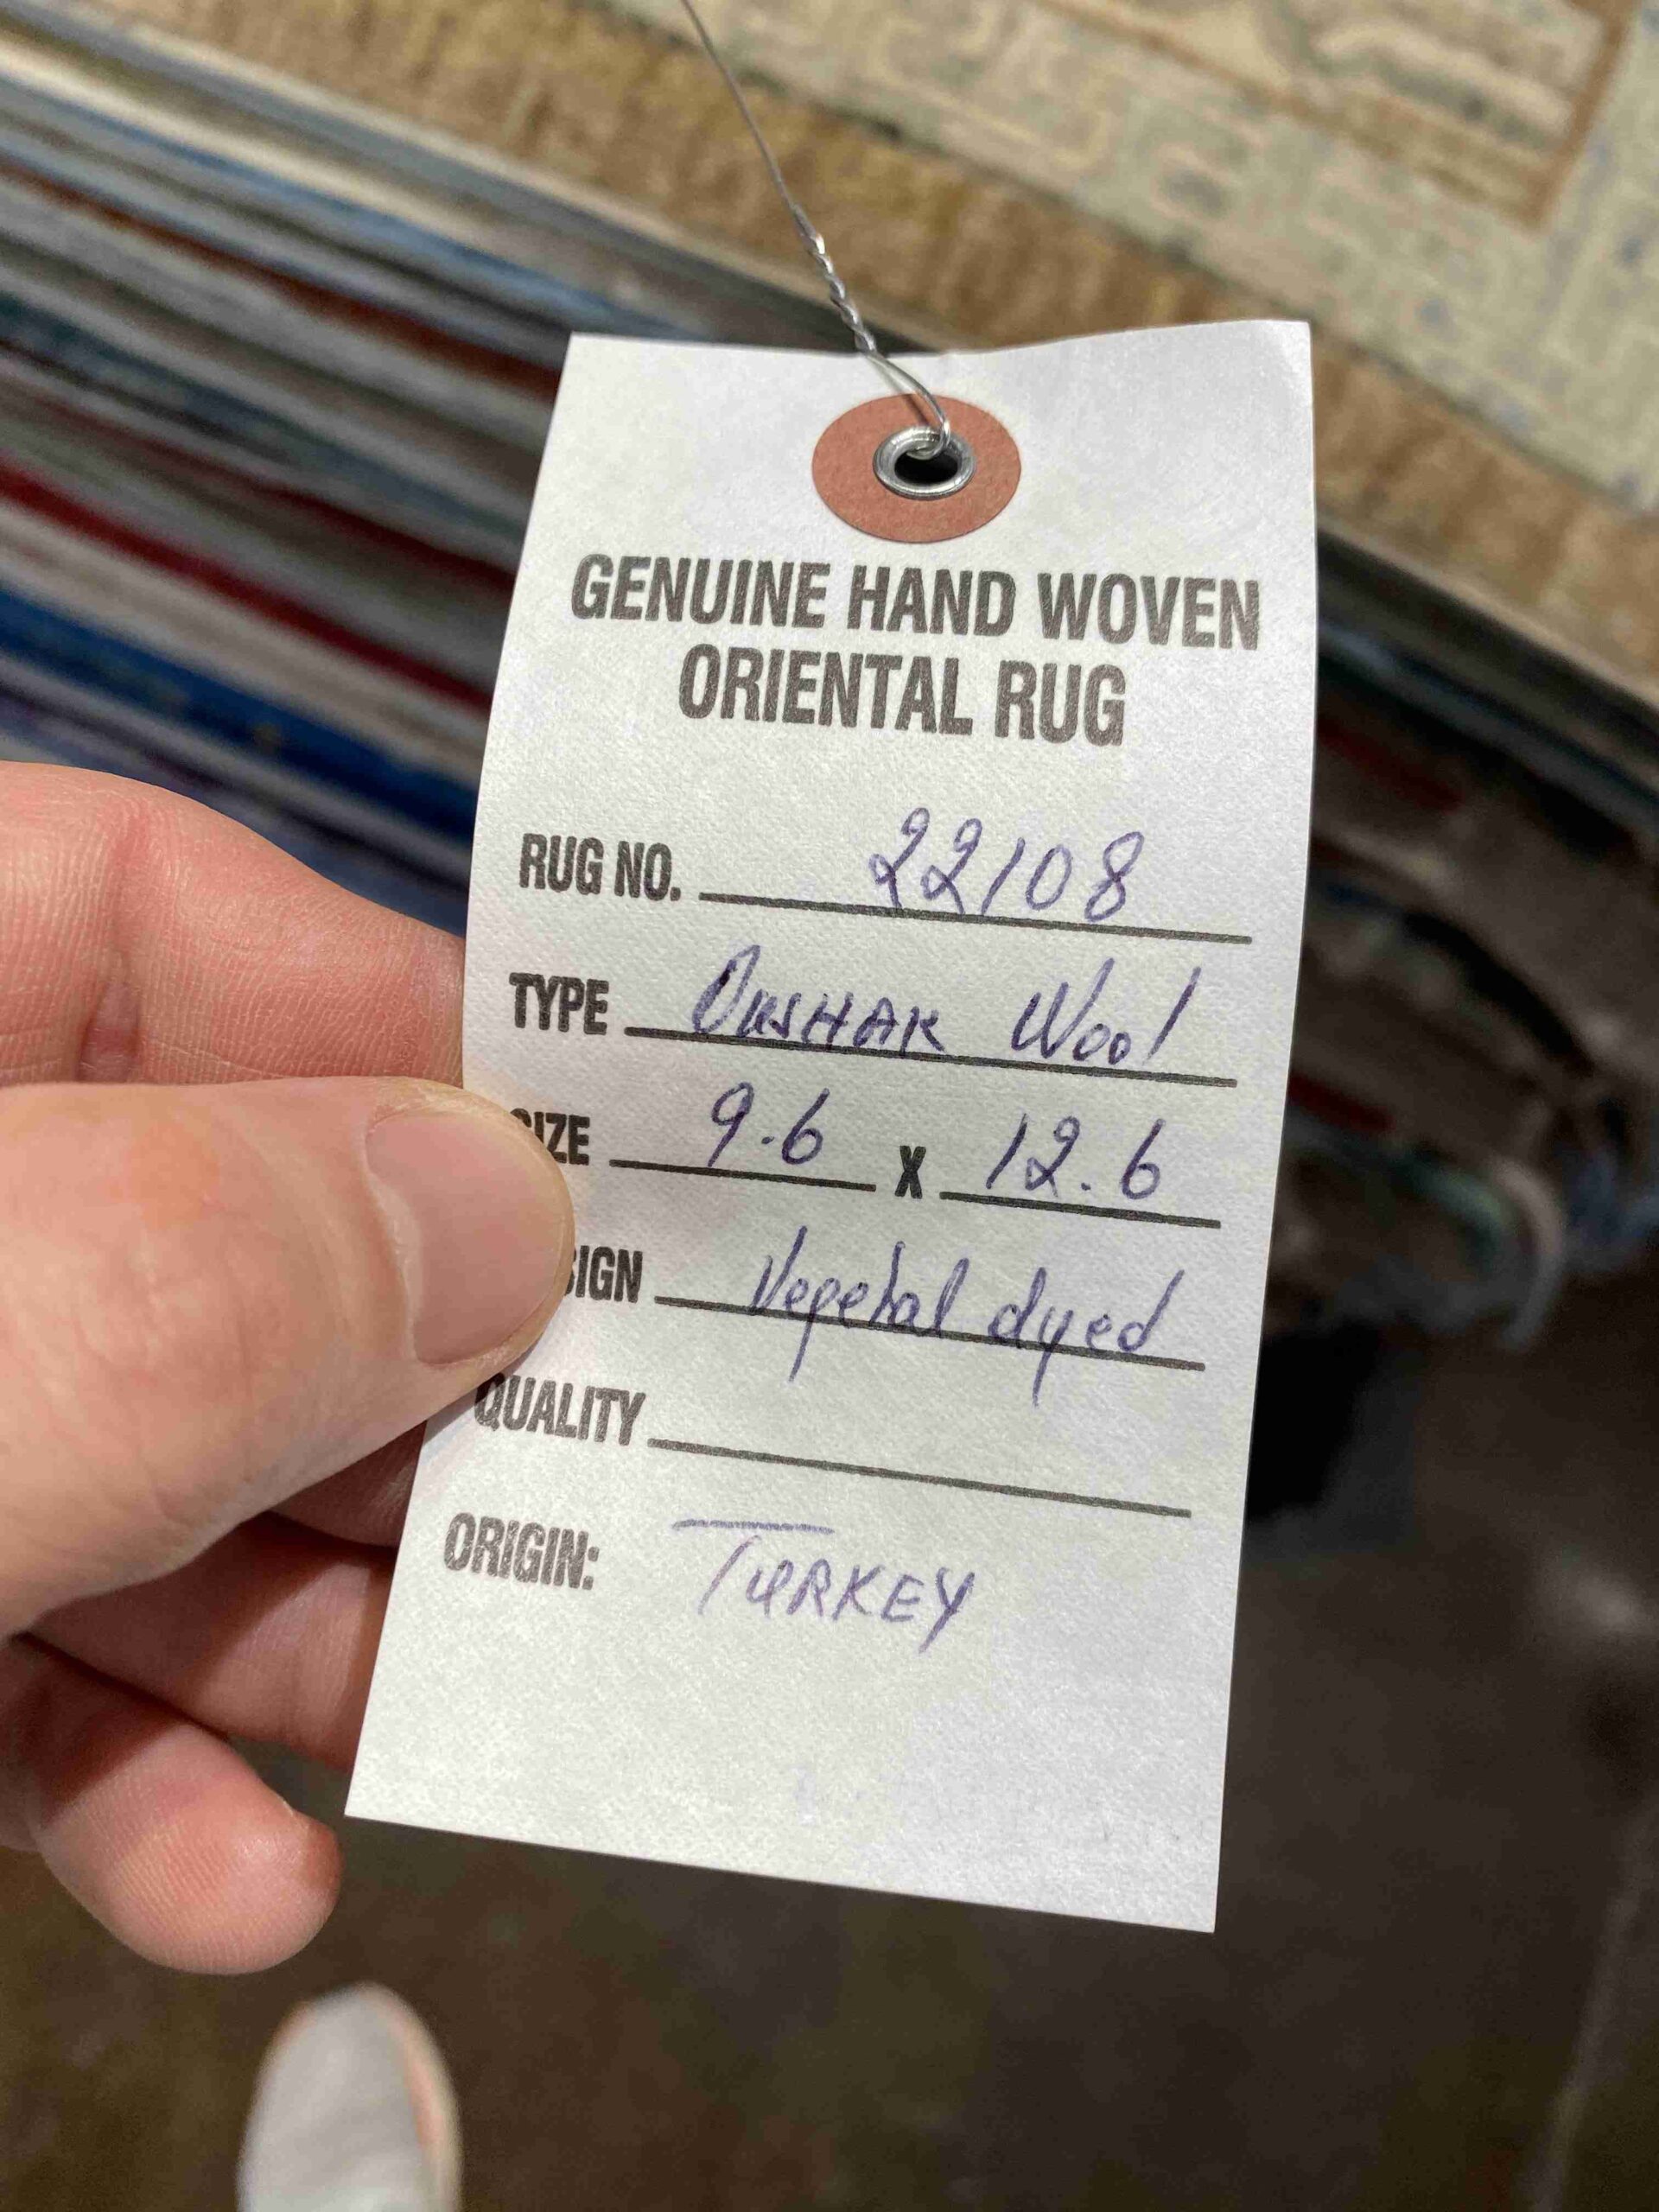 GENUINE HAND WOVEN
ORIENTAL RUG
RUG NO. 22108
TYPE Oushak Wool
SIZE 9.6 X 12.6
SIGN Vegetal dyed
QUALITY
ORIGIN: TURKEY